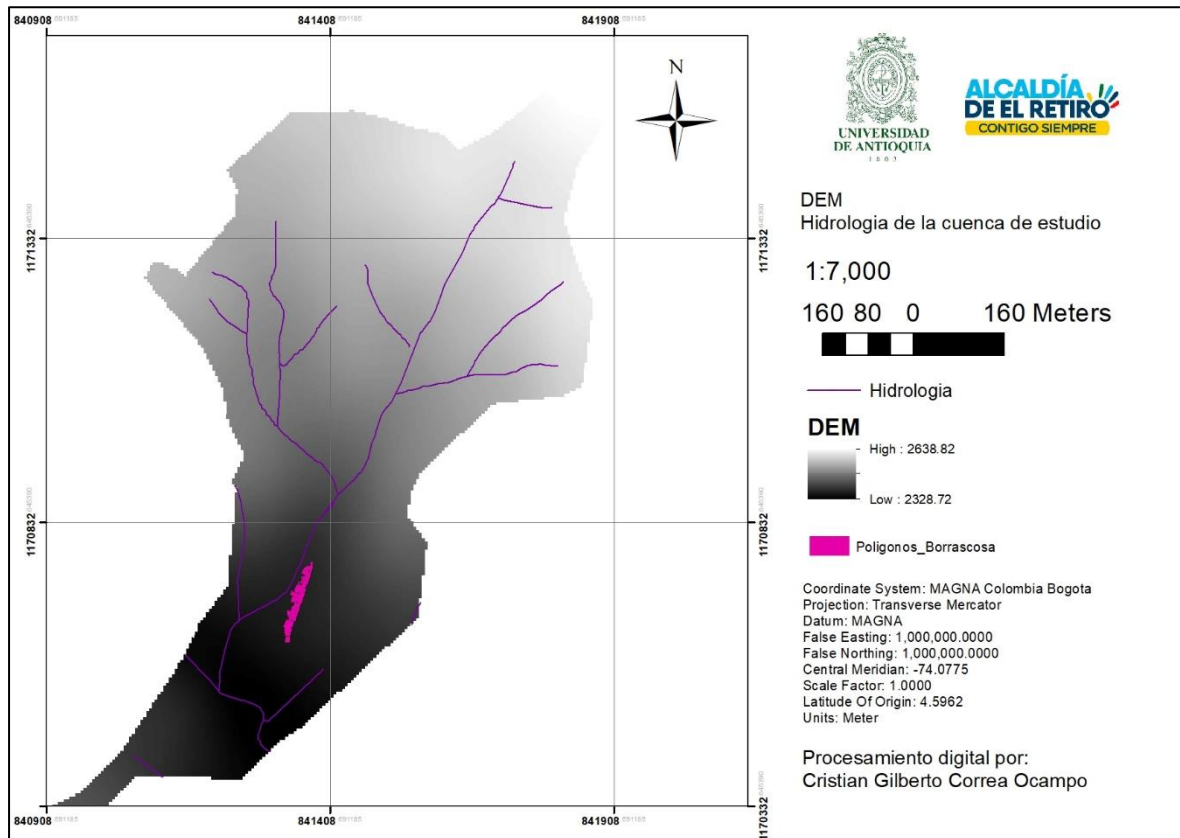 840908
841408
841908
1171332
1170832
1170332
1171332
1170832
1170332
840908
841408
841908
N
UNIVERSIDAD
DE ANTIOQUIA
1803
ALCALDÍA
DE EL RETIRO
CONTIGO SIEMPRE
DEM
Hidrologia de la cuenca de estudio
1:7,000
160 80 0 160 Meters
Hidrologia
DEM
High : 2638.82
Low : 2328.72
Poligonos_Borrascosa
Coordinate System: MAGNA Colombia Bogota
Projection: Transverse Mercator
Datum: MAGNA
False Easting: 1,000,000.0000
False Northing: 1,000,000.0000
Central Meridian: -74.0775
Scale Factor: 1.0000
Latitude Of Origin: 4.5962
Units: Meter
Procesamiento digital por:
Cristian Gilberto Correa Ocampo